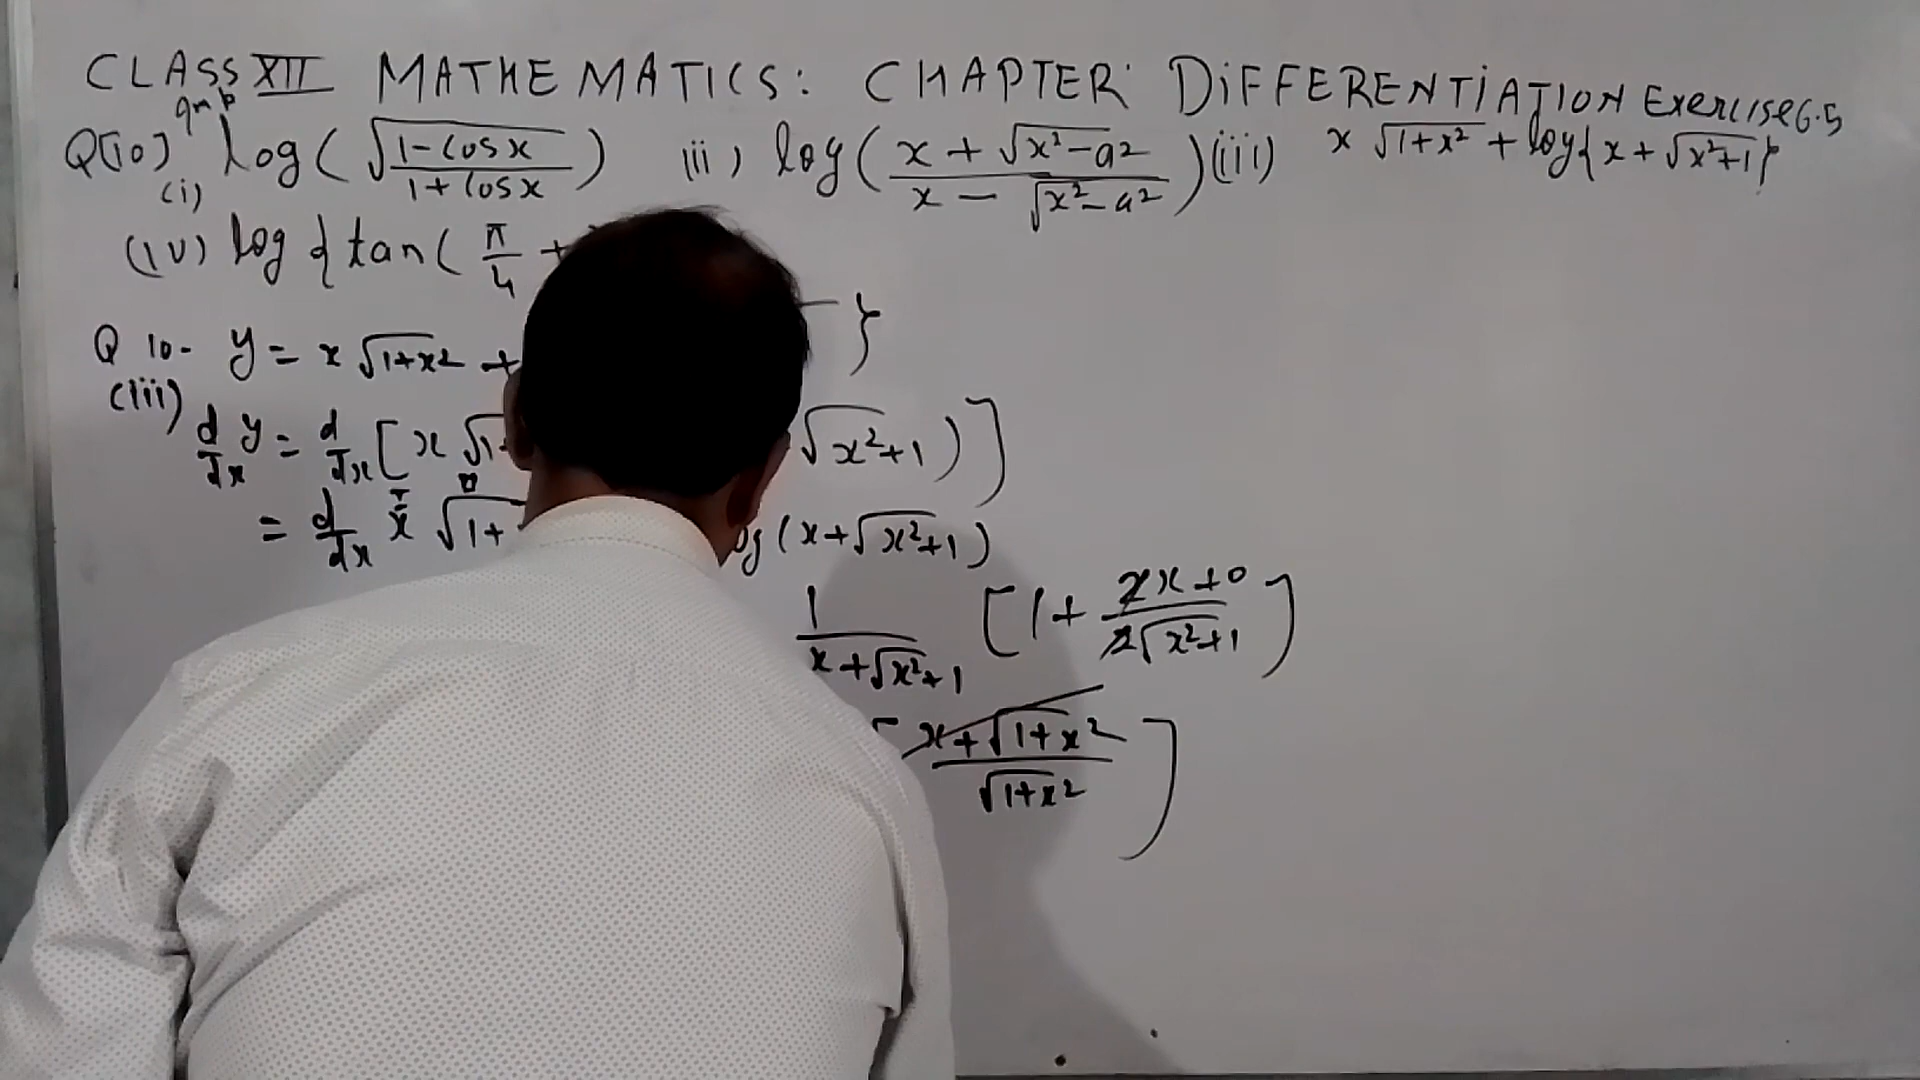 CLASS XII MATHEMATICS: CHAPTER: DIFFERENTIATION Exercise 6.5
Q[10] (i) log(√(1-cosx)/(1+cosx)) (ii) log((x+√x²-a²)/(x-√x²-a²)) (iii) x√1+x² + log{x+√x²+1}
(iv) log{tan(π/4 +
Q 10- (iii) y = x√1+x² + }
d/dx y = d/dx [x√1 √x²+1)]
= d/dx x √1+ (x+√x²+1)
1/(x+√x²+1) [1 + (2x+0)/(2√x²+1)]
[(x+√1+x²)/(√1+x²)]